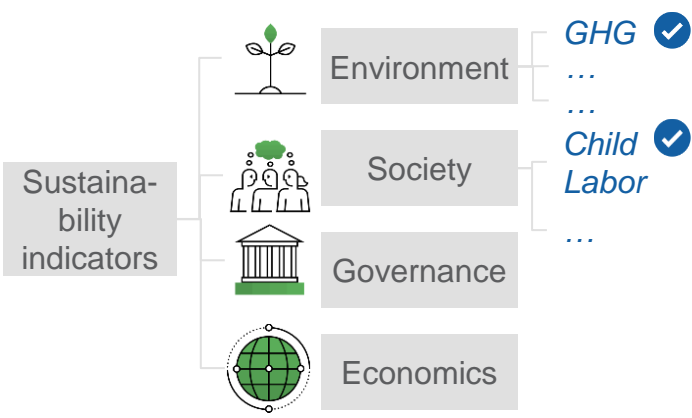 Sustaina-
bility
indicators
Environment
GHG
...
...
Society
Child
Labor
...
Governance
Economics